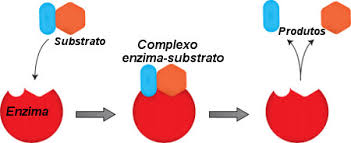 Substrato
Enzima
Complexo
enzima-substrato
Produtos